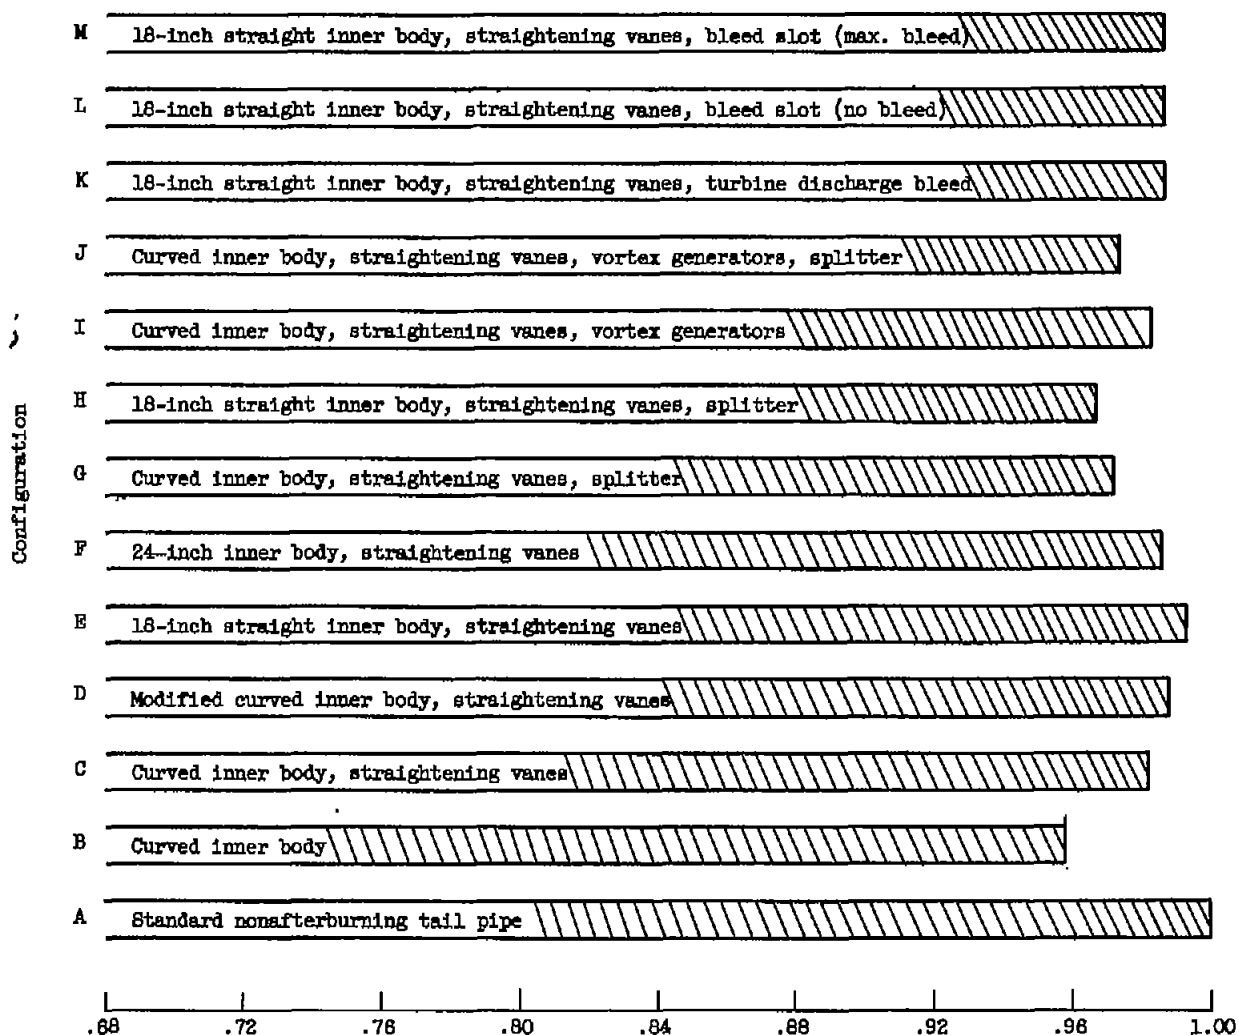 M 18-inch straight inner body, straightening vanes, bleed slot (max. bleed)
L 18-inch straight inner body, straightening vanes, bleed slot (no bleed)
K 18-inch straight inner body, straightening vanes, turbine discharge bleed
J Curved inner body, straightening vanes, vortex generators, splitter
I Curved inner body, straightening vanes, vortex generators
H 18-inch straight inner body, straightening vanes, splitter
G Curved inner body, straightening vanes, splitter
Configuration
F 24-inch inner body, straightening vanes
E 18-inch straight inner body, straightening vanes
D Modified curved inner body, straightening vanes
C Curved inner body, straightening vanes
B Curved inner body
A Standard nonafterburning tail pipe
.68 .72 .76 .80 .84 .88 .92 .96 1.00